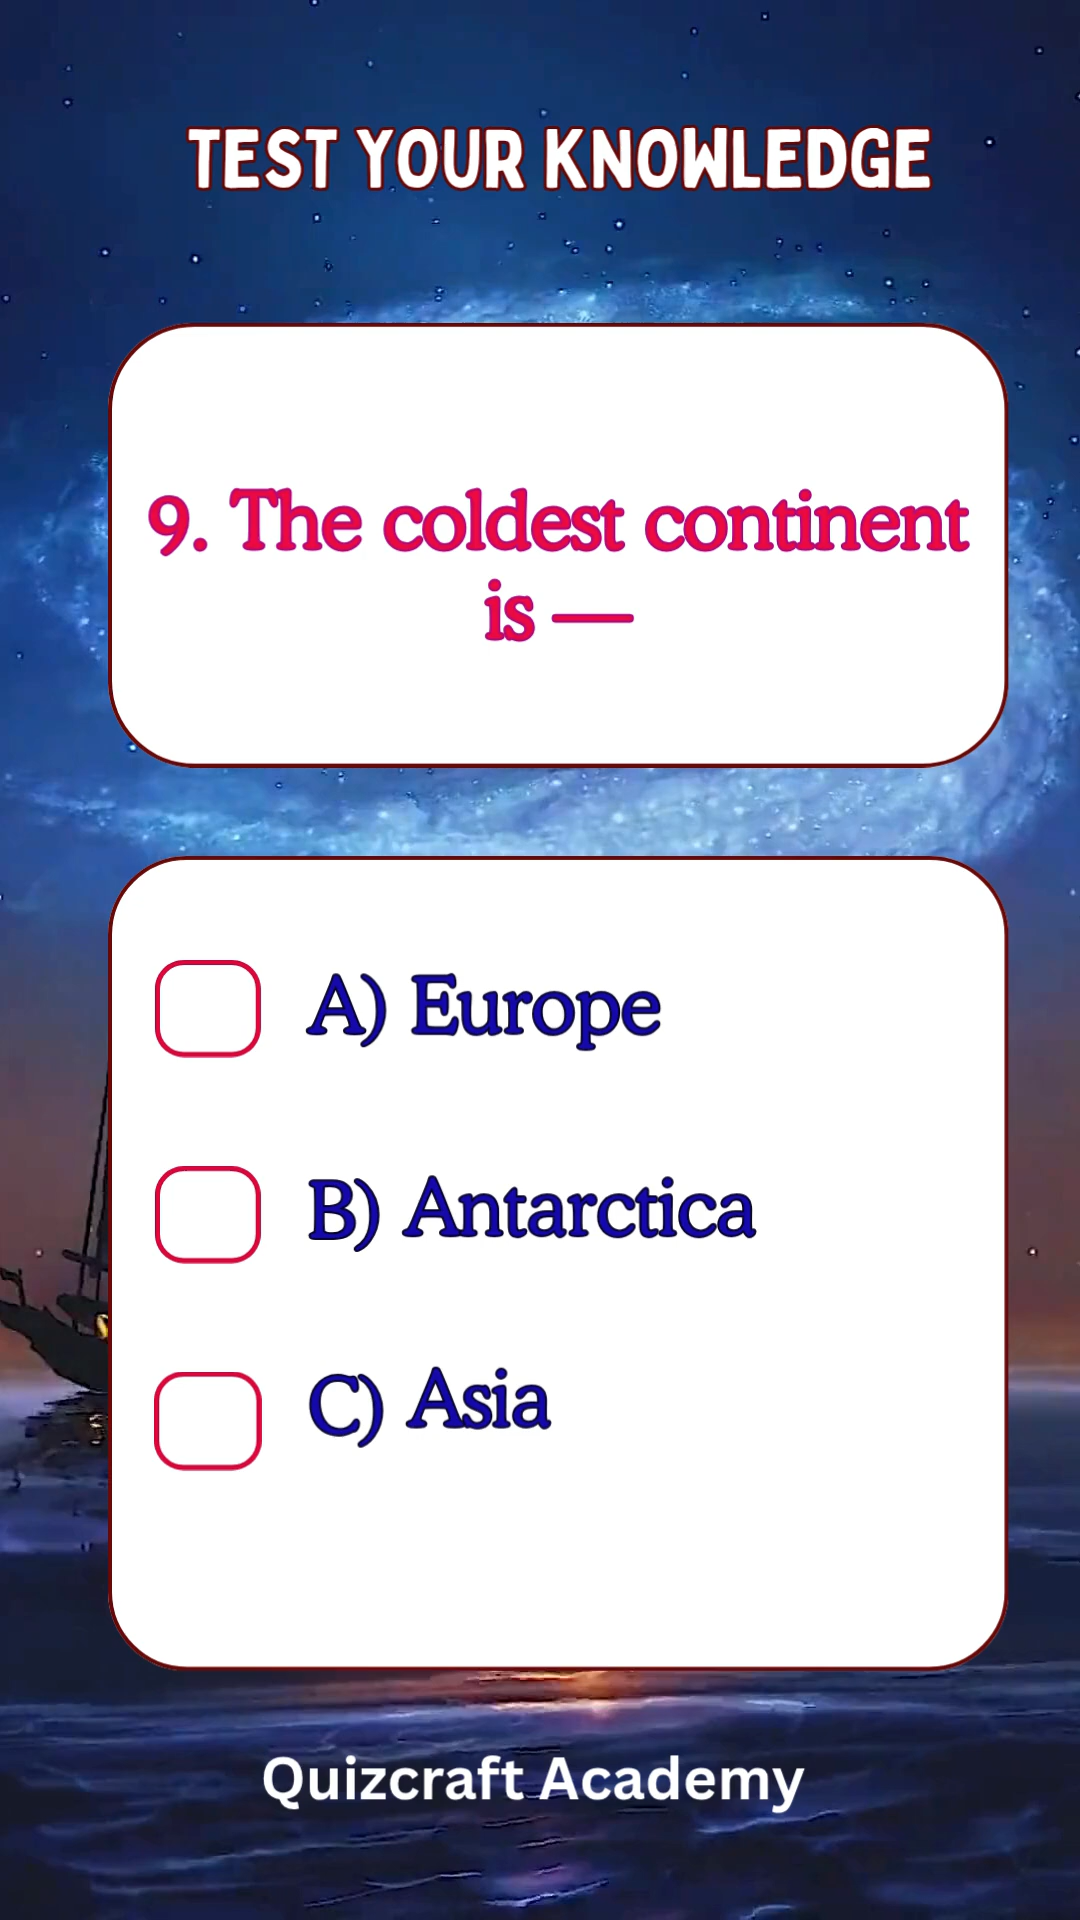 TEST YOUR KNOWLEDGE
9. The coldest continent
is —
A) Europe
B) Antarctica
C) Asia
Quizcraft Academy